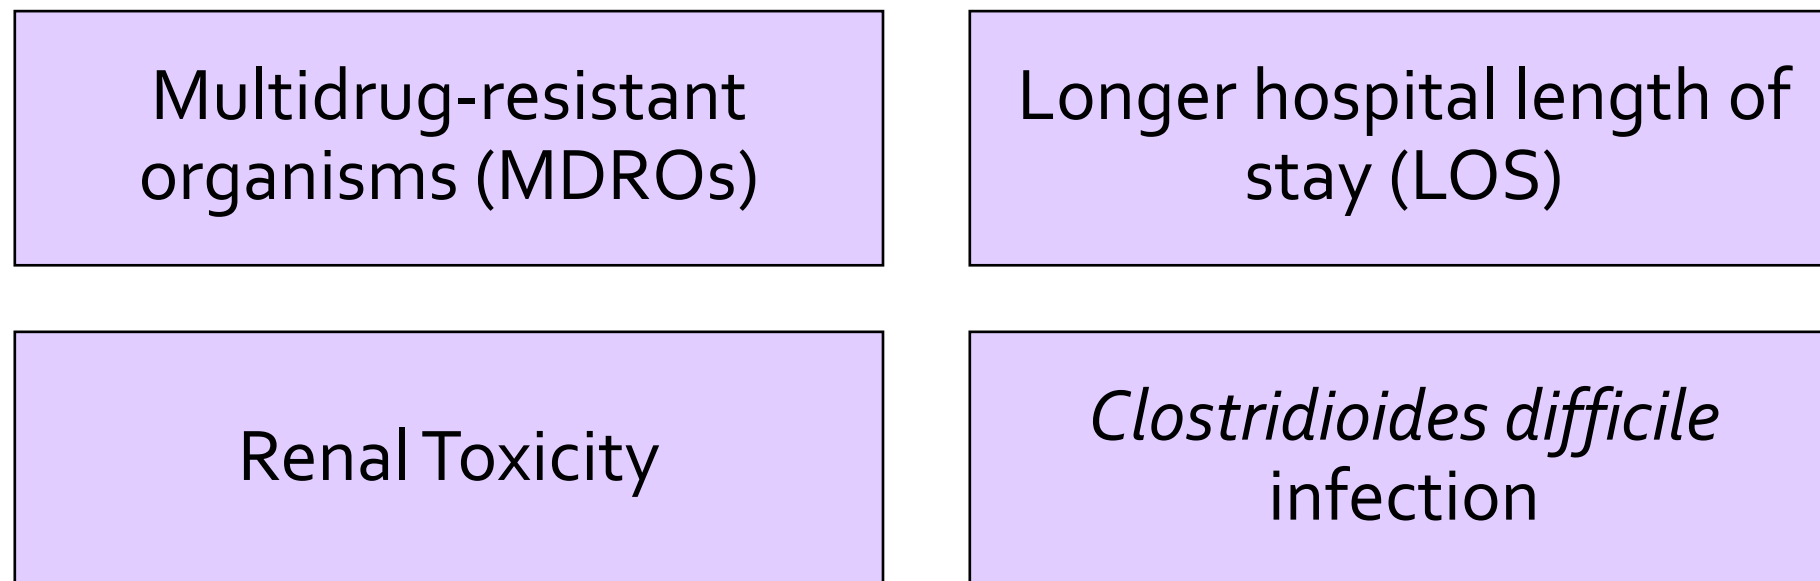 Multidrug-resistant
organisms (MDROs)
Longer hospital length of
stay (LOS)
Renal Toxicity
Clostridioides difficile
infection